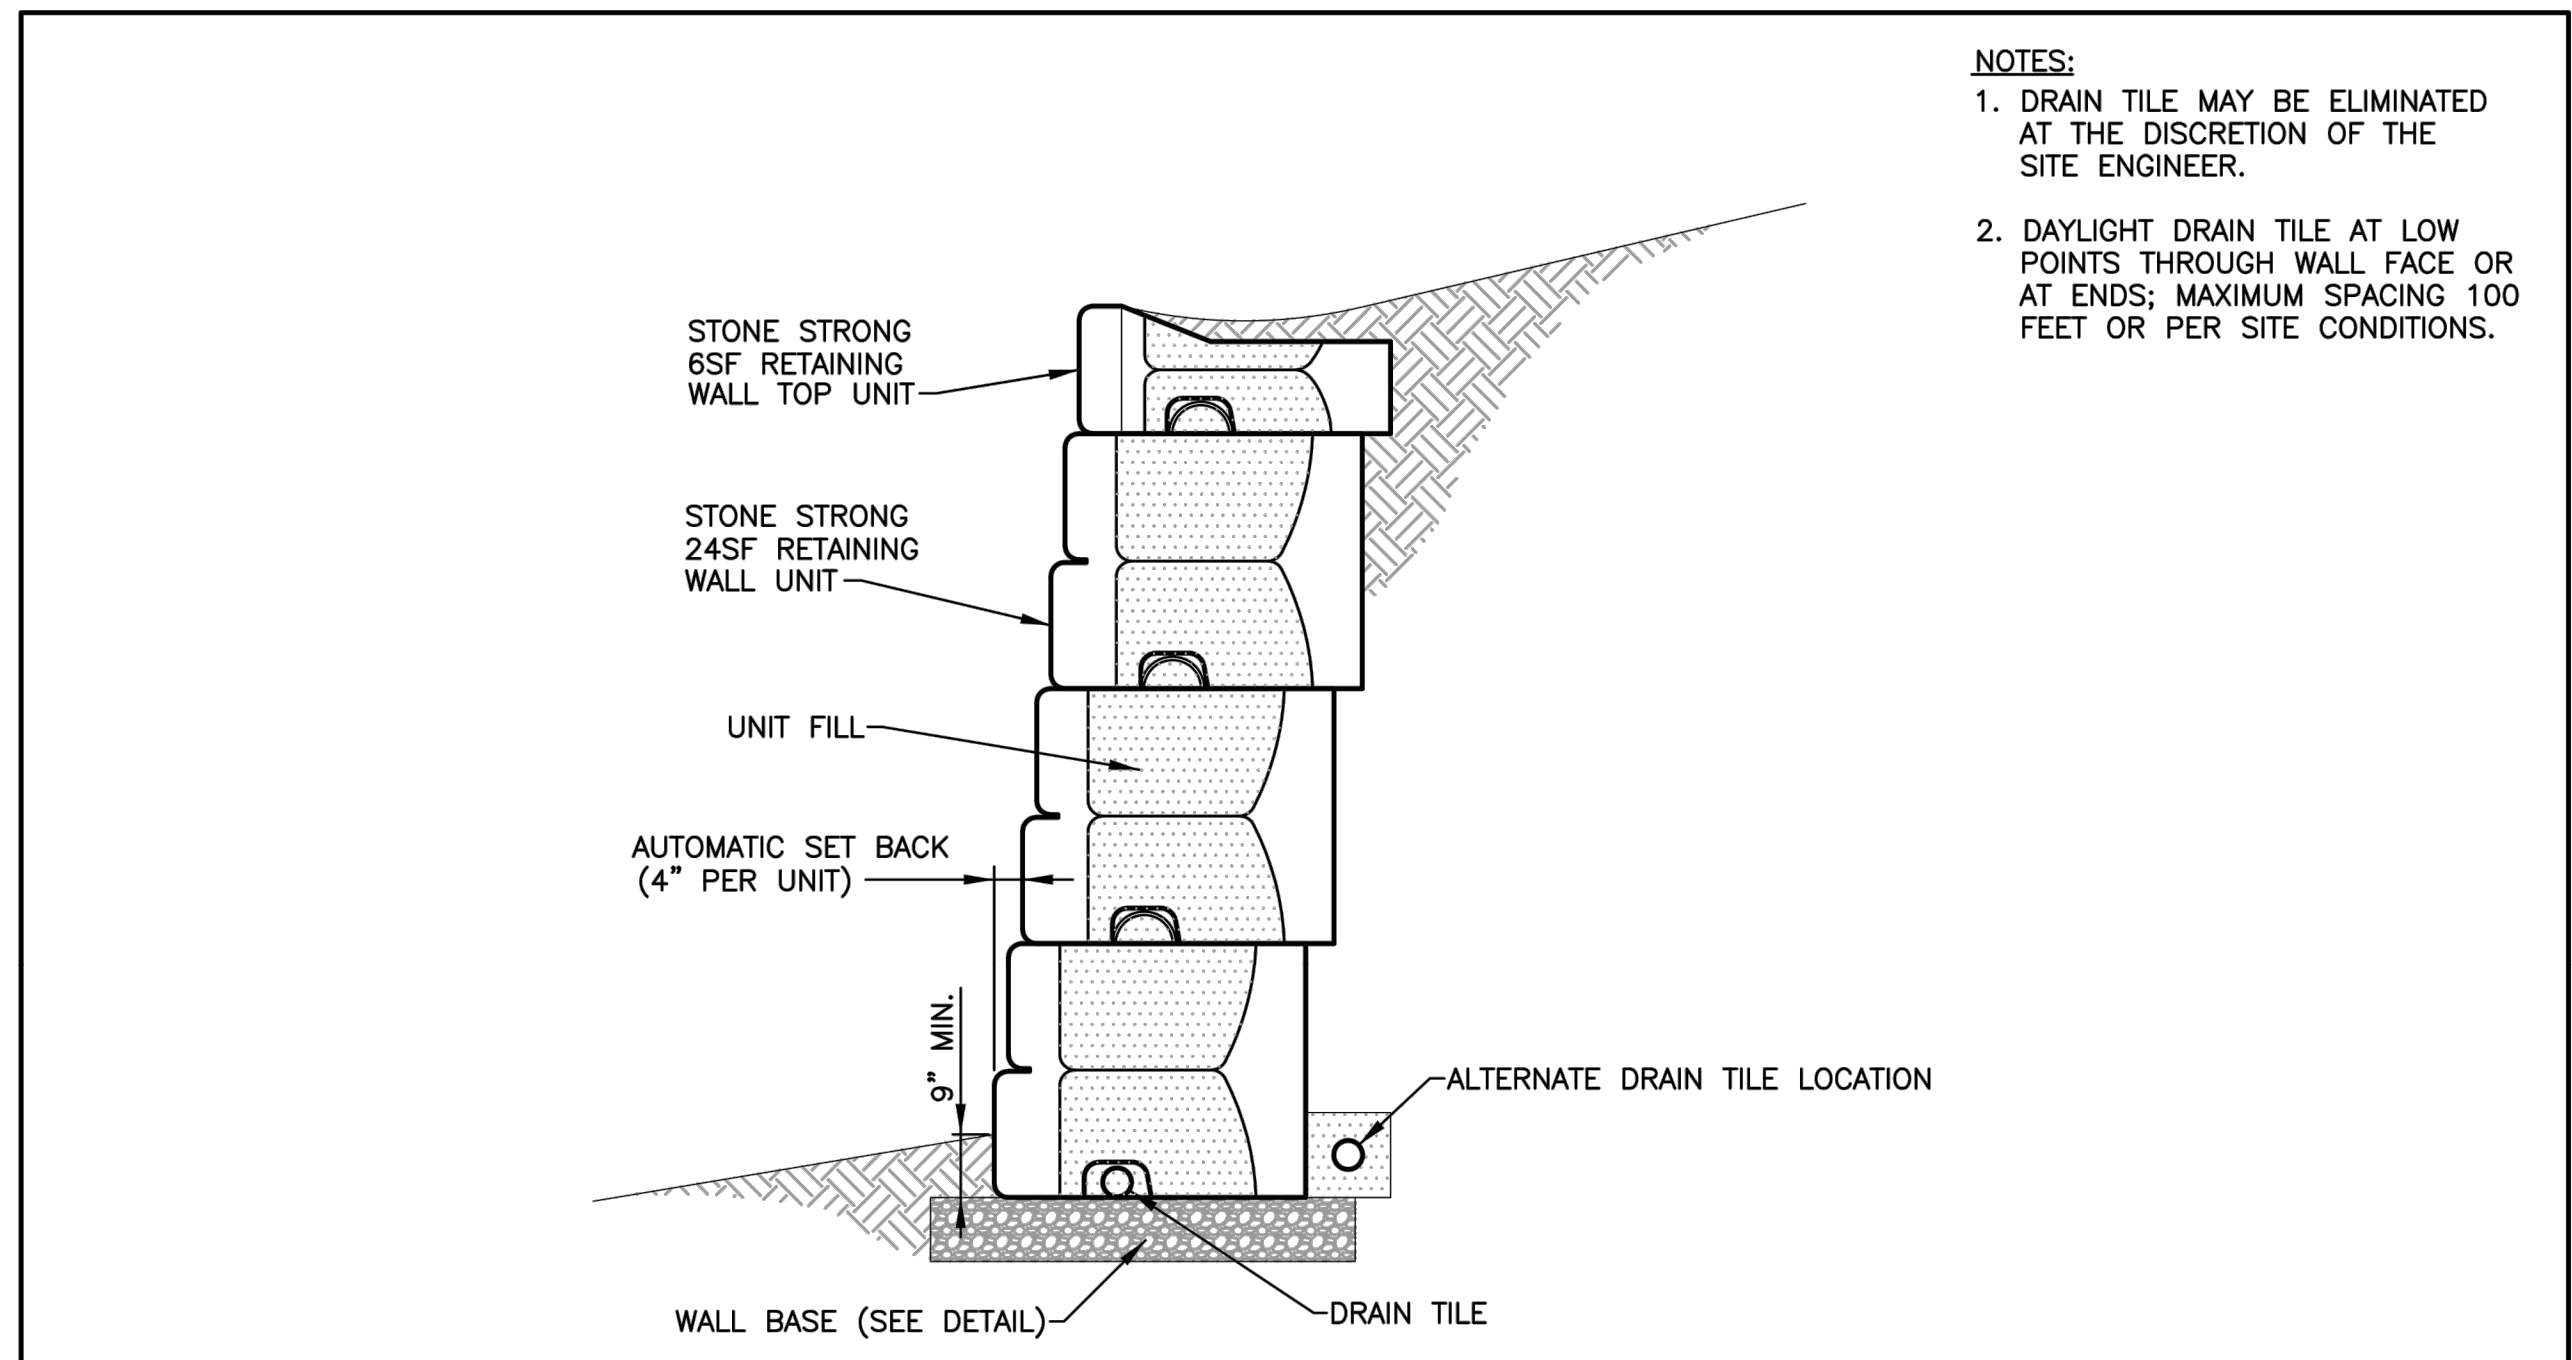 NOTES:
1. DRAIN TILE MAY BE ELIMINATED
AT THE DISCRETION OF THE
SITE ENGINEER.
2. DAYLIGHT DRAIN TILE AT LOW
POINTS THROUGH WALL FACE OR
AT ENDS; MAXIMUM SPACING 100
FEET OR PER SITE CONDITIONS.
STONE STRONG
6SF RETAINING
WALL TOP UNIT
STONE STRONG
24SF RETAINING
WALL UNIT
UNIT FILL
AUTOMATIC SET BACK
(4” PER UNIT)
9” MIN.
ALTERNATE DRAIN TILE LOCATION
WALL BASE (SEE DETAIL)
DRAIN TILE